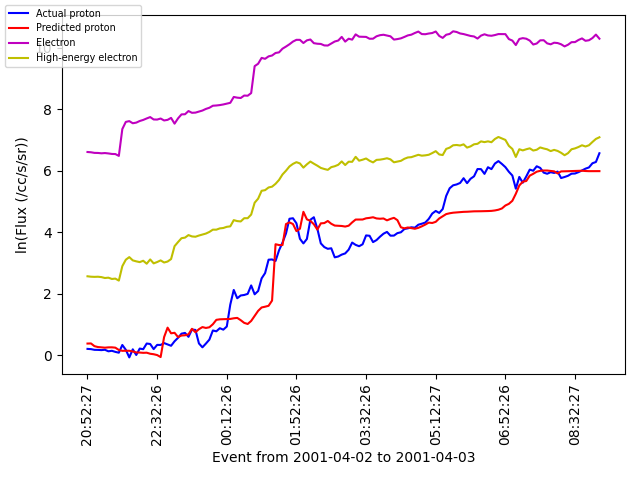 Actual proton
Predicted proton
Electron
High-energy electron
10
8
6
4
2
0
ln(Flux (/cc/s/sr))
20:52:27
22:32:26
00:12:26
01:52:26
03:32:26
05:12:27
06:52:26
08:32:27
Event from 2001-04-02 to 2001-04-03